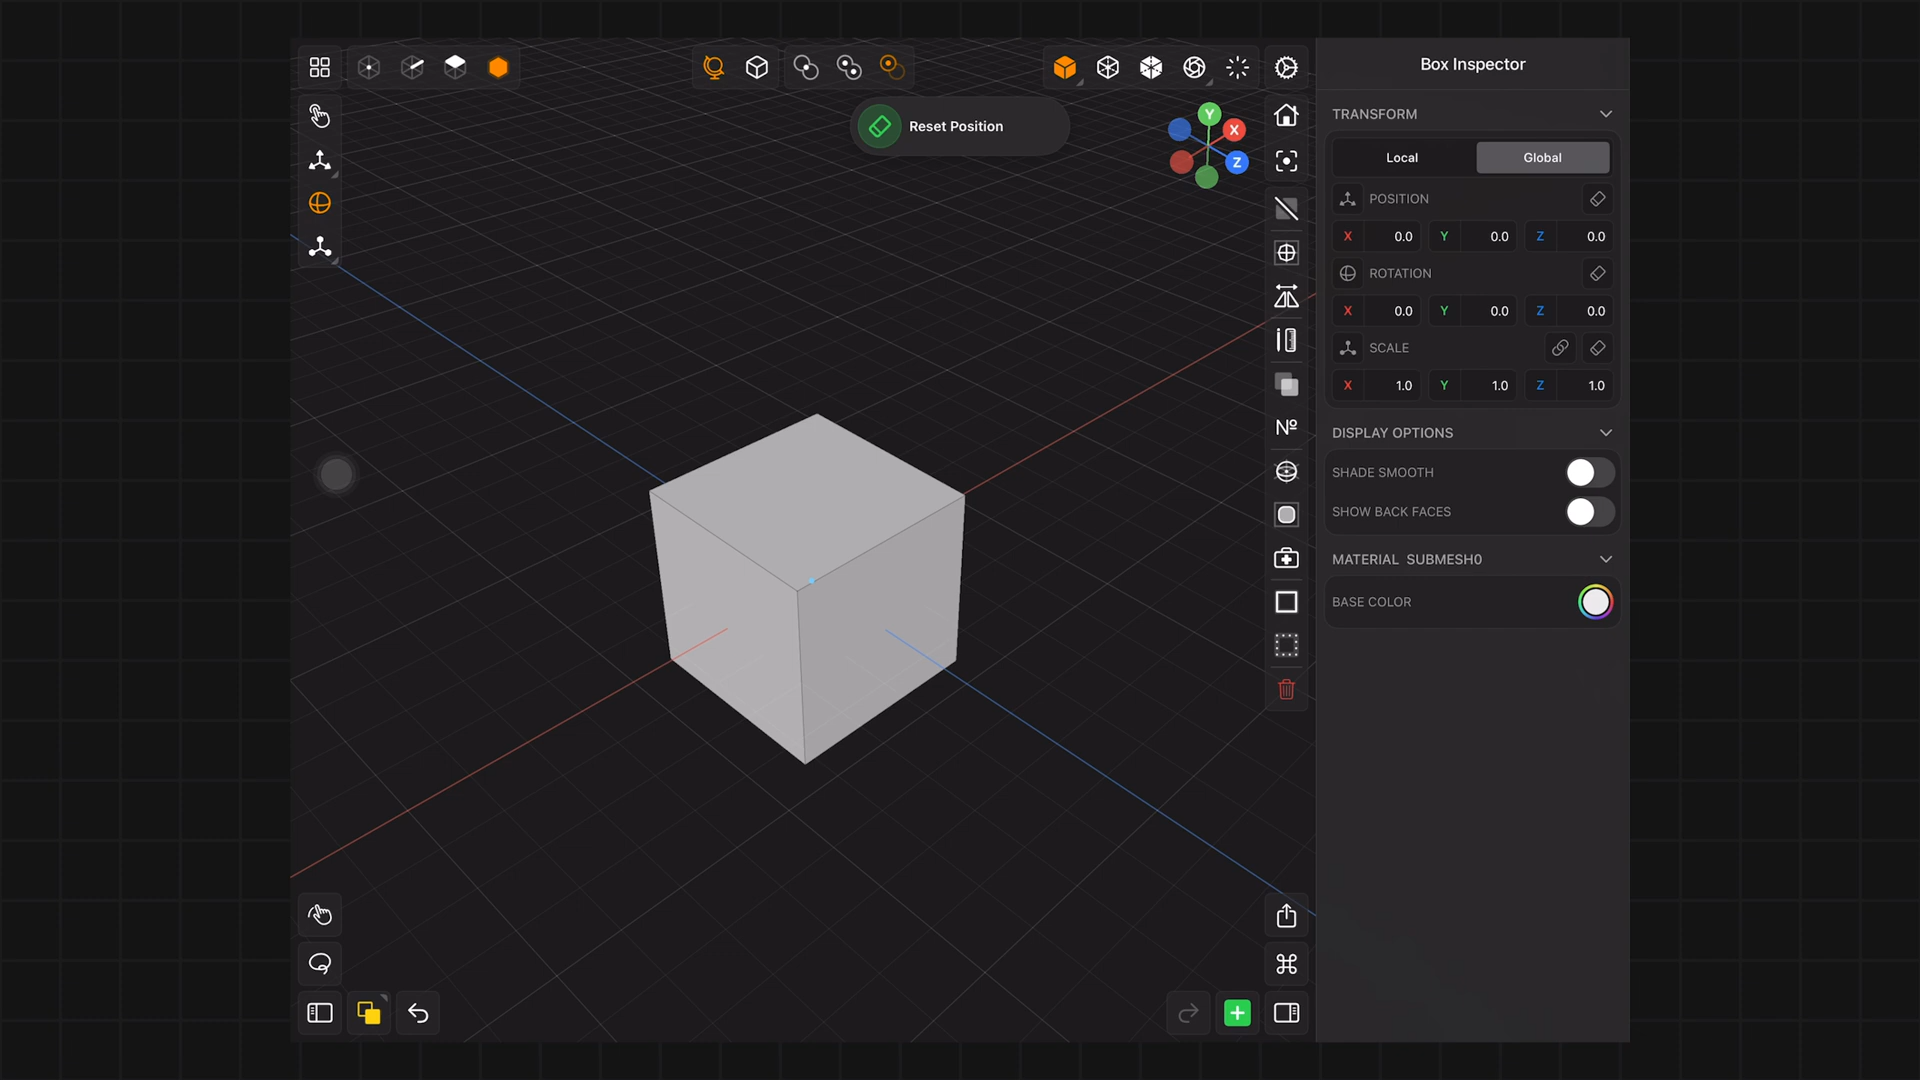 Box Inspector
Reset Position
Y
X
Z
TRANSFORM
Local Global
POSITION
X 0.0 Y 0.0 Z 0.0
ROTATION
X 0.0 Y 0.0 Z 0.0
SCALE
X 1.0 Y 1.0 Z 1.0
Nº
DISPLAY OPTIONS
SHADE SMOOTH
SHOW BACK FACES
MATERIAL SUBMESH0
BASE COLOR